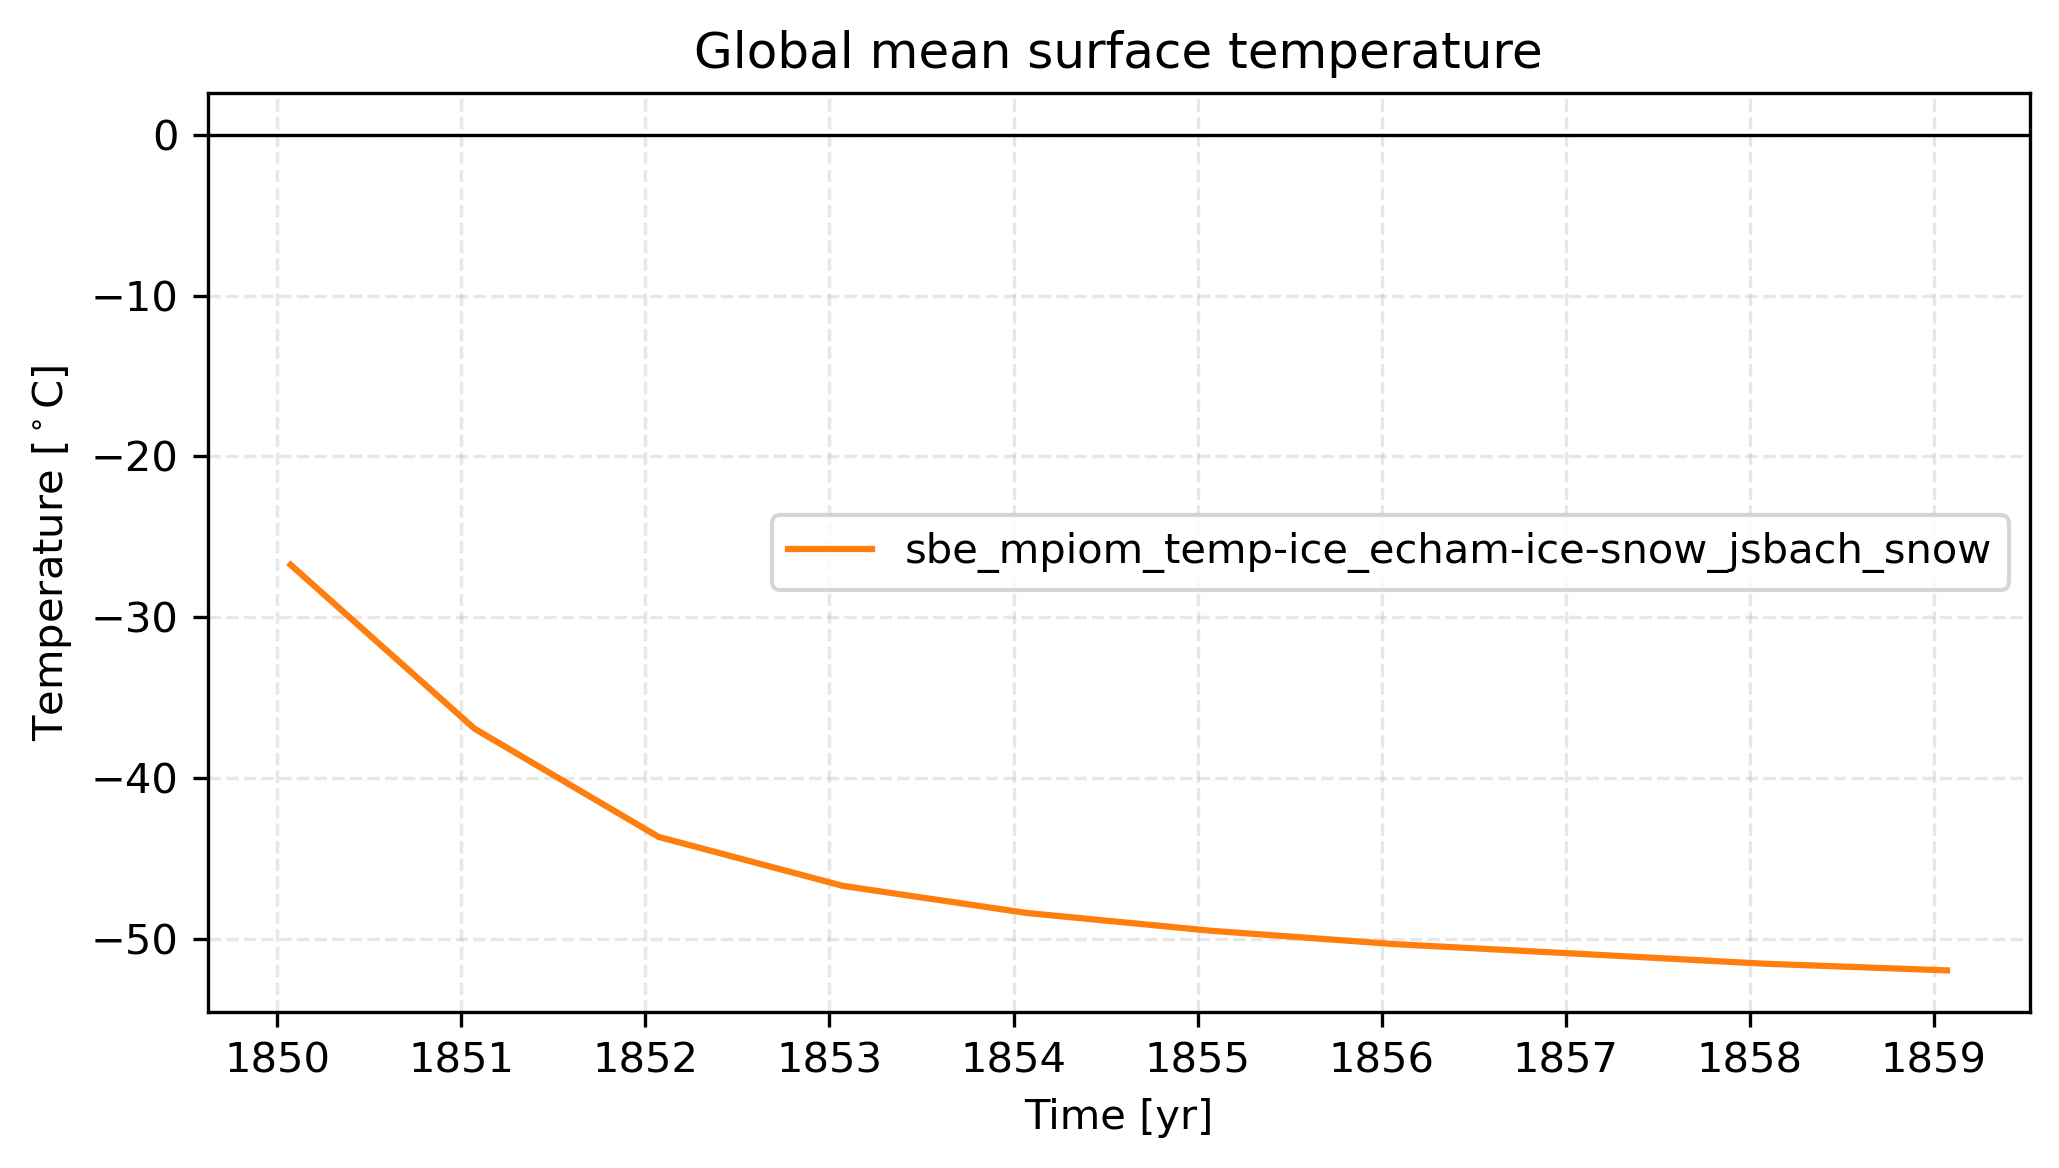 Global mean surface temperature
Temperature [°C]
0
−10
−20
−30
−40
−50
sbe_mpiom_temp-ice_echam-ice-snow_jsbach_snow
1850 1851 1852 1853 1854 1855 1856 1857 1858 1859
Time [yr]